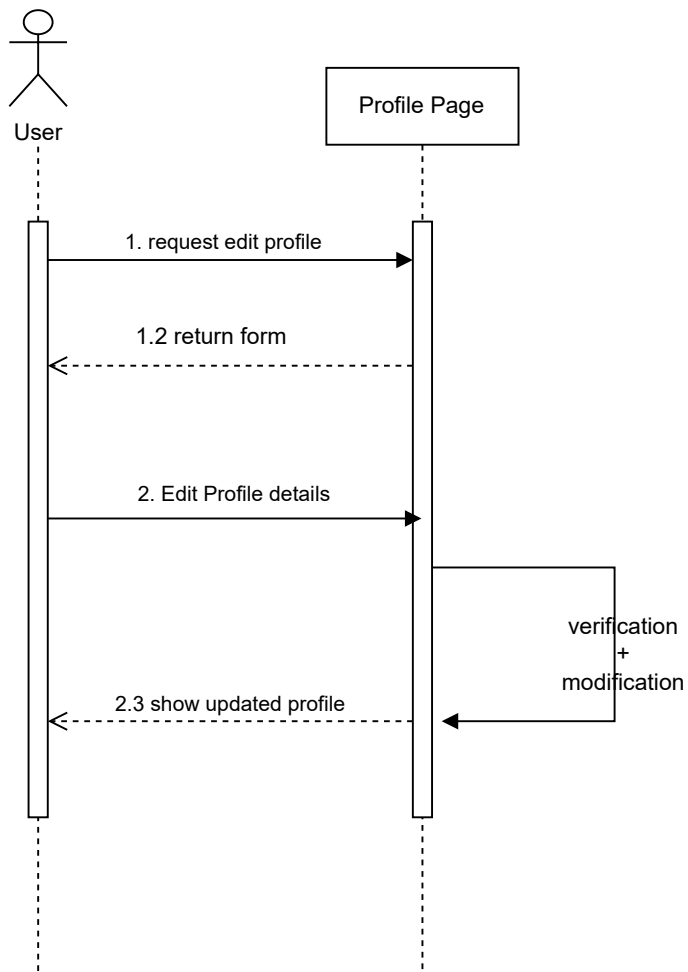 User
Profile Page
1. request edit profile
1.2 return form
2. Edit Profile details
verification
+
modification
2.3 show updated profile